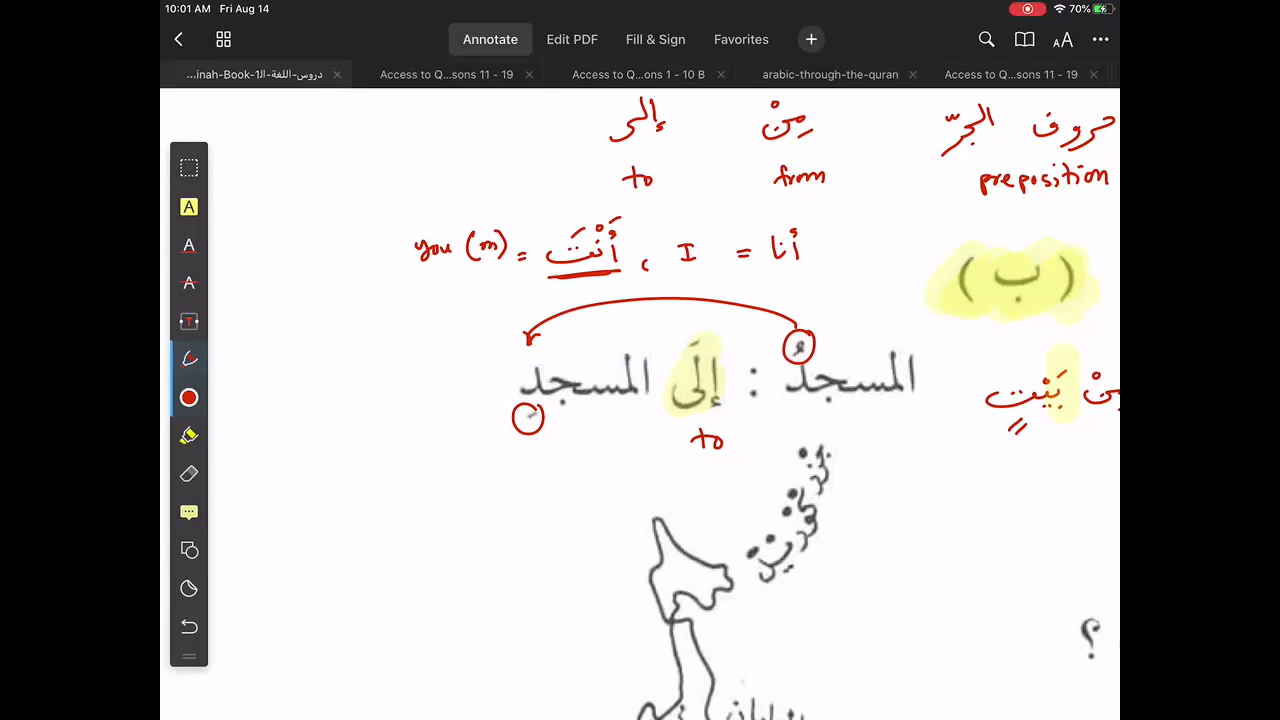 10:01 AM Fri Aug 14
70%
Annotate Edit PDF Fill & Sign Favorites
...inah-Book-1-دروس-اللغة-الـ
Access to Q...sons 11 - 19
Access to Q...ons 1 - 10 B
arabic-through-the-quran
Access to Q...sons 11 - 19
حروف الجرّ مِنْ إلى
preposition from to
أنا = I , أَنْتَ = you (m)
( ب )
المسجدُ : إلَى المسجدِ
بَيْتٍ
to
؟